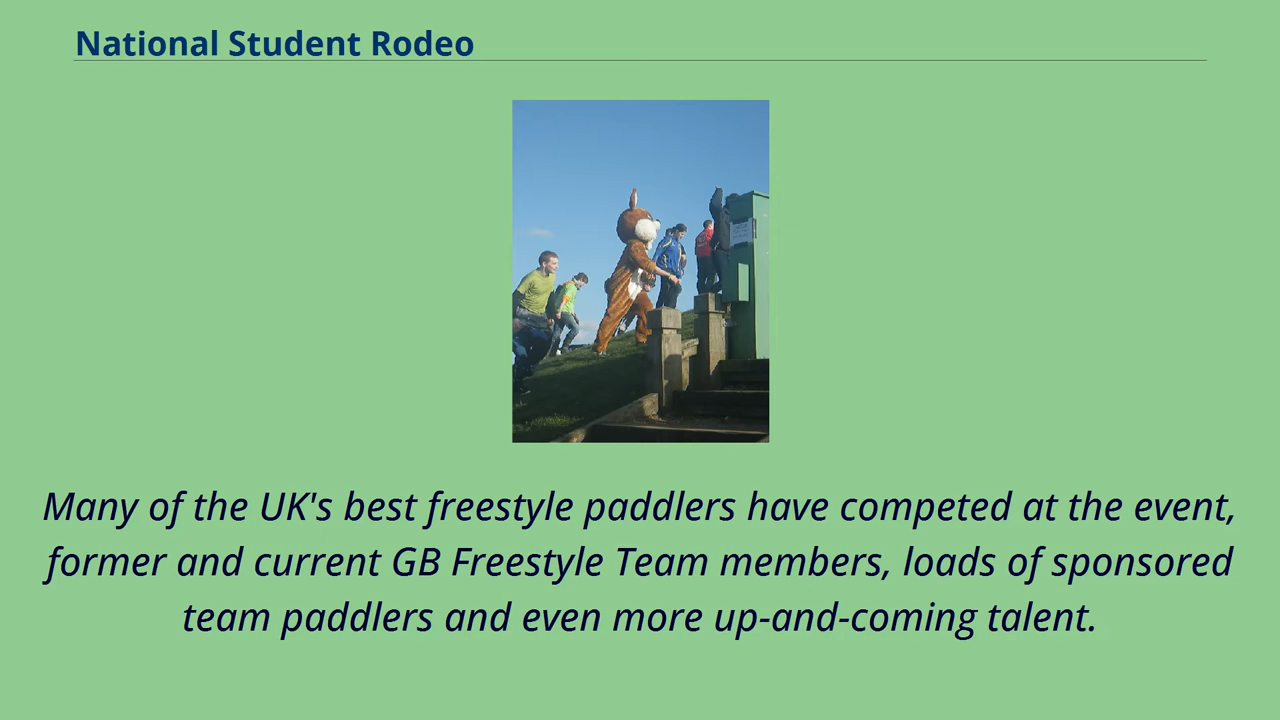 National Student Rodeo
Many of the UK's best freestyle paddlers have competed at the event,
former and current GB Freestyle Team members, loads of sponsored
team paddlers and even more up-and-coming talent.